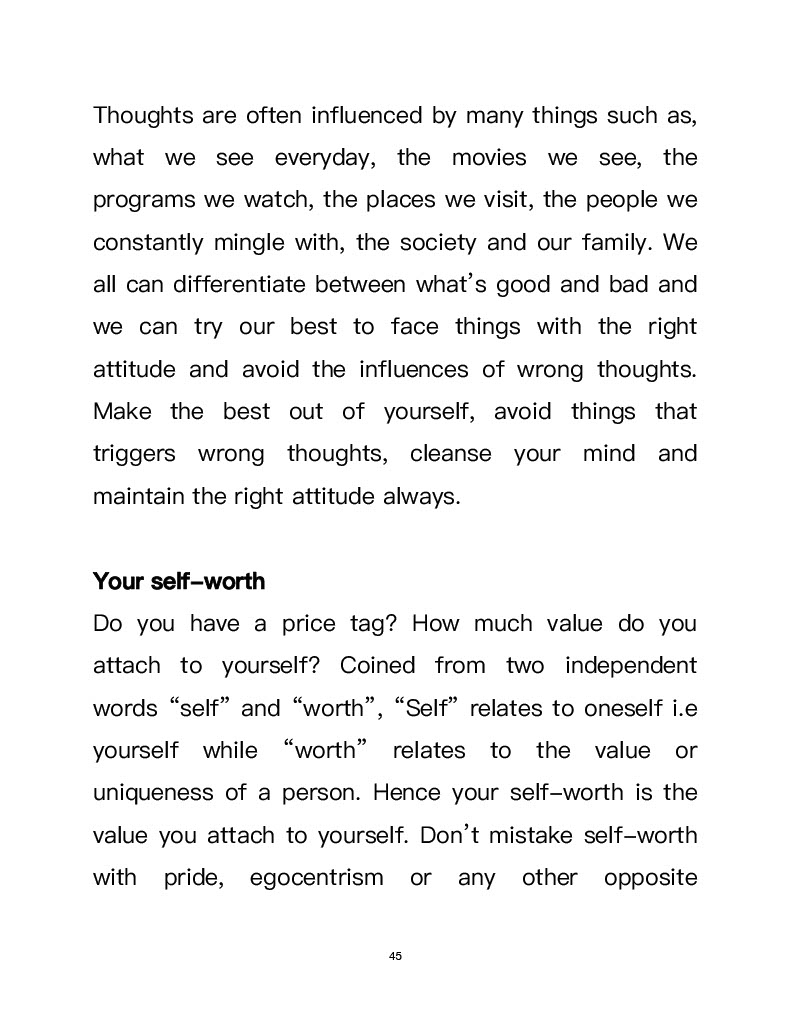 Thoughts are often influenced by many things such as,
what we see everyday, the movies we see, the
programs we watch, the places we visit, the people we
constantly mingle with, the society and our family. We
all can differentiate between what’s good and bad and
we can try our best to face things with the right
attitude and avoid the influences of wrong thoughts.
Make the best out of yourself, avoid things that
triggers wrong thoughts, cleanse your mind and
maintain the right attitude always.
Your self–worth
Do you have a price tag? How much value do you
attach to yourself? Coined from two independent
words “self” and “worth”, “Self” relates to oneself i.e
yourself while “worth” relates to the value or
uniqueness of a person. Hence your self–worth is the
value you attach to yourself. Don’t mistake self–worth
with pride, egocentrism or any other opposite
45